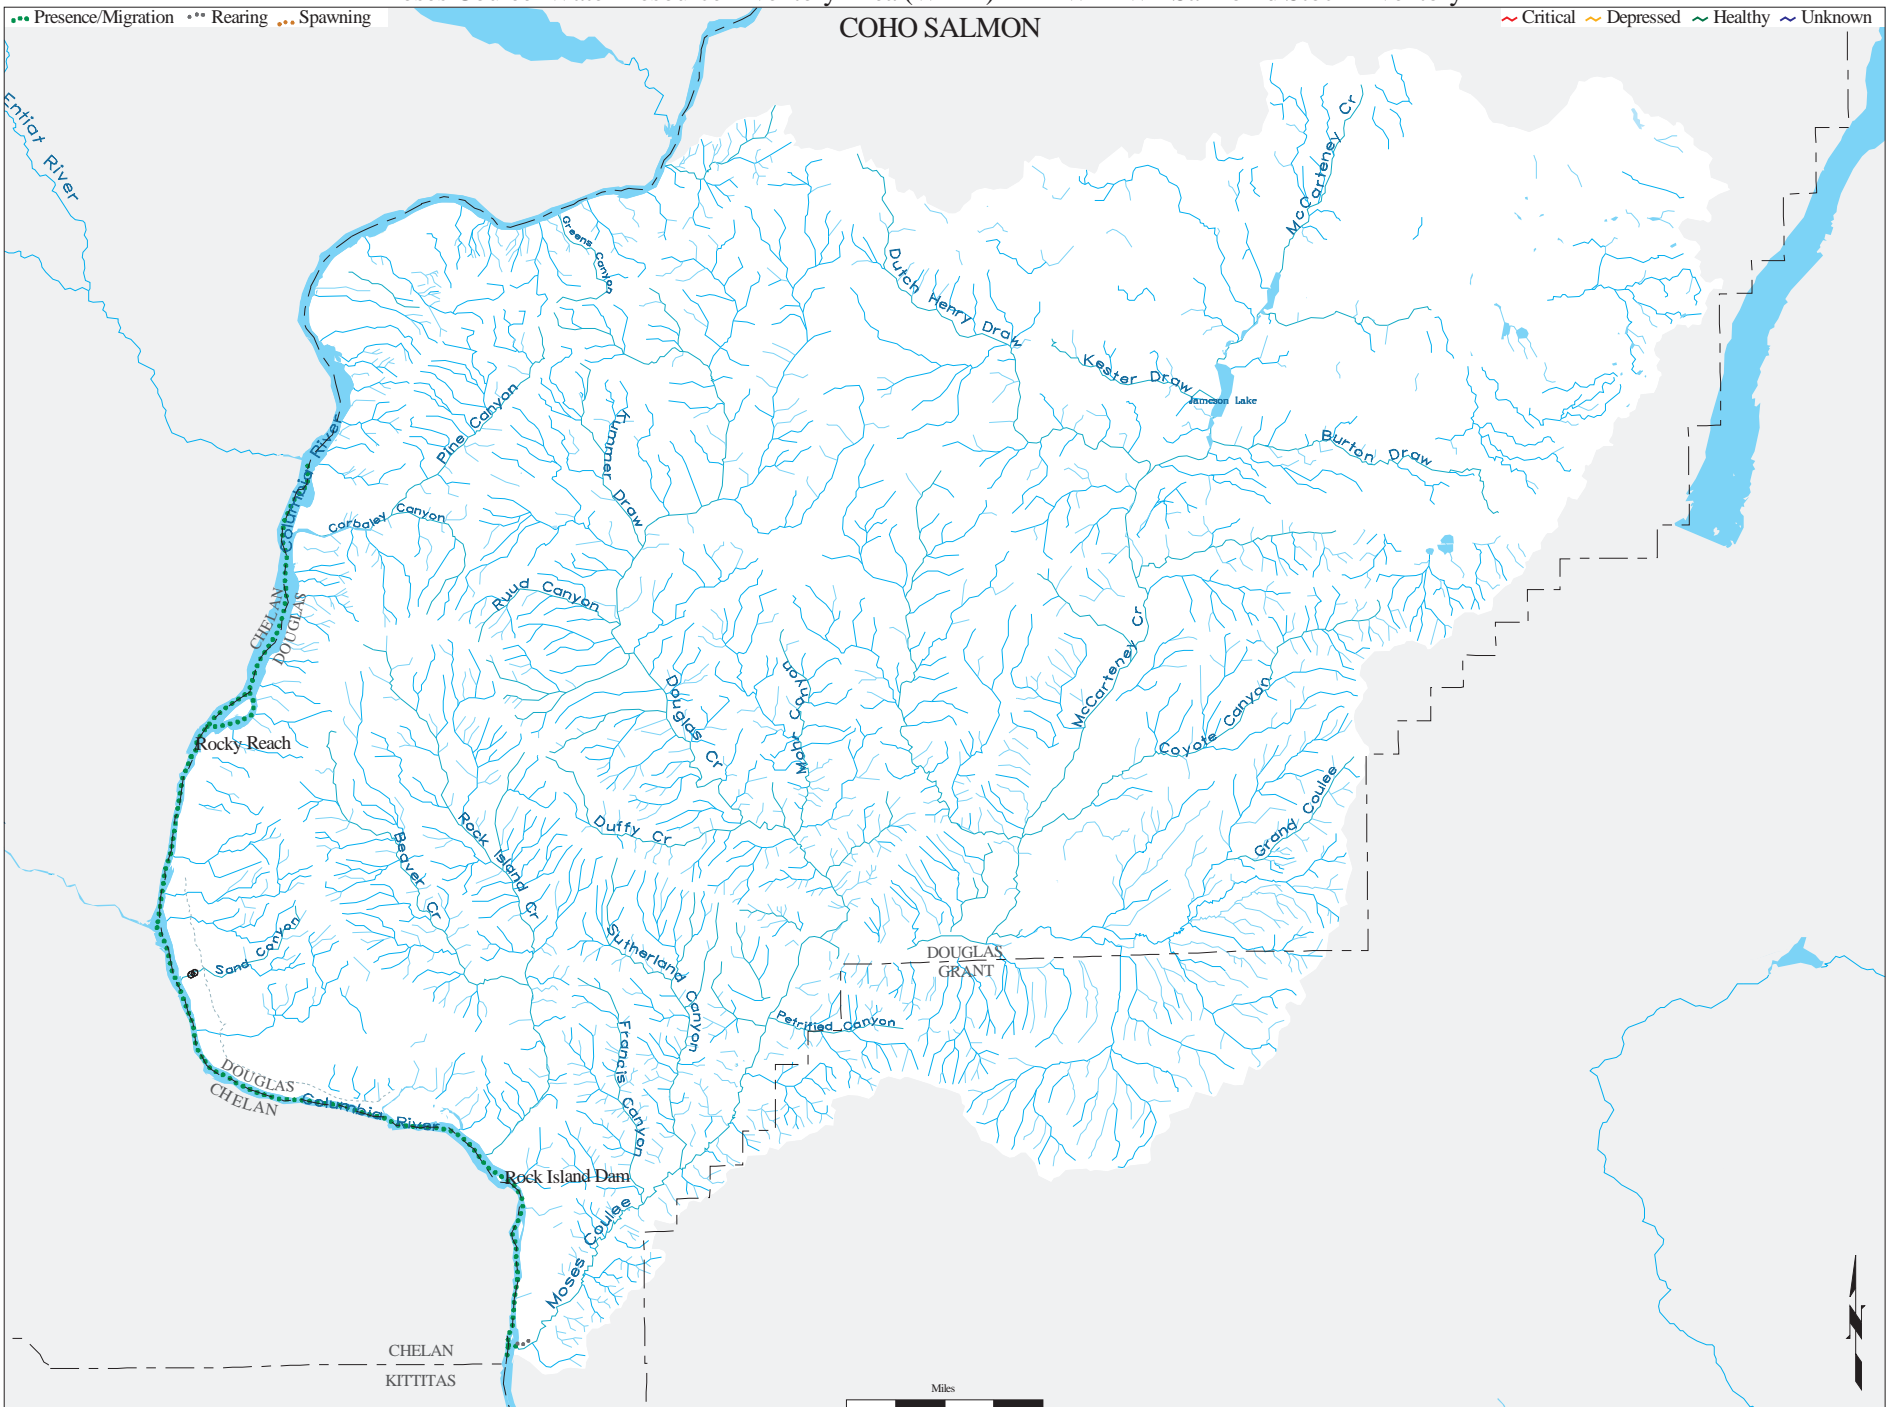 Presence/Migration Rearing Spawning
COHO SALMON
Critical Depressed Healthy Unknown
Entiat River
McCarteney Cr
Greens Canyon
Dutch Henry Draw
Kester Draw
Jameson Lake
Pine Canyon
Kummer Draw
Burton Draw
Columbia River
Corbaley Canyon
Ruud Canyon
CHELAN
DOUGLAS
McCarteney Cr
Douglas Cr
Mohr Canyon
Coyote Canyon
Rocky Reach
Grand Coulee
Duffy Cr
Rock Island Cr
Beaver Cr
Sand Canyon
Sutherland Canyon
DOUGLAS
GRANT
Petrified Canyon
Francis Canyon
DOUGLAS
CHELAN
Columbia River
Rock Island Dam
Moses Coulee
CHELAN
KITTITAS
Miles
N